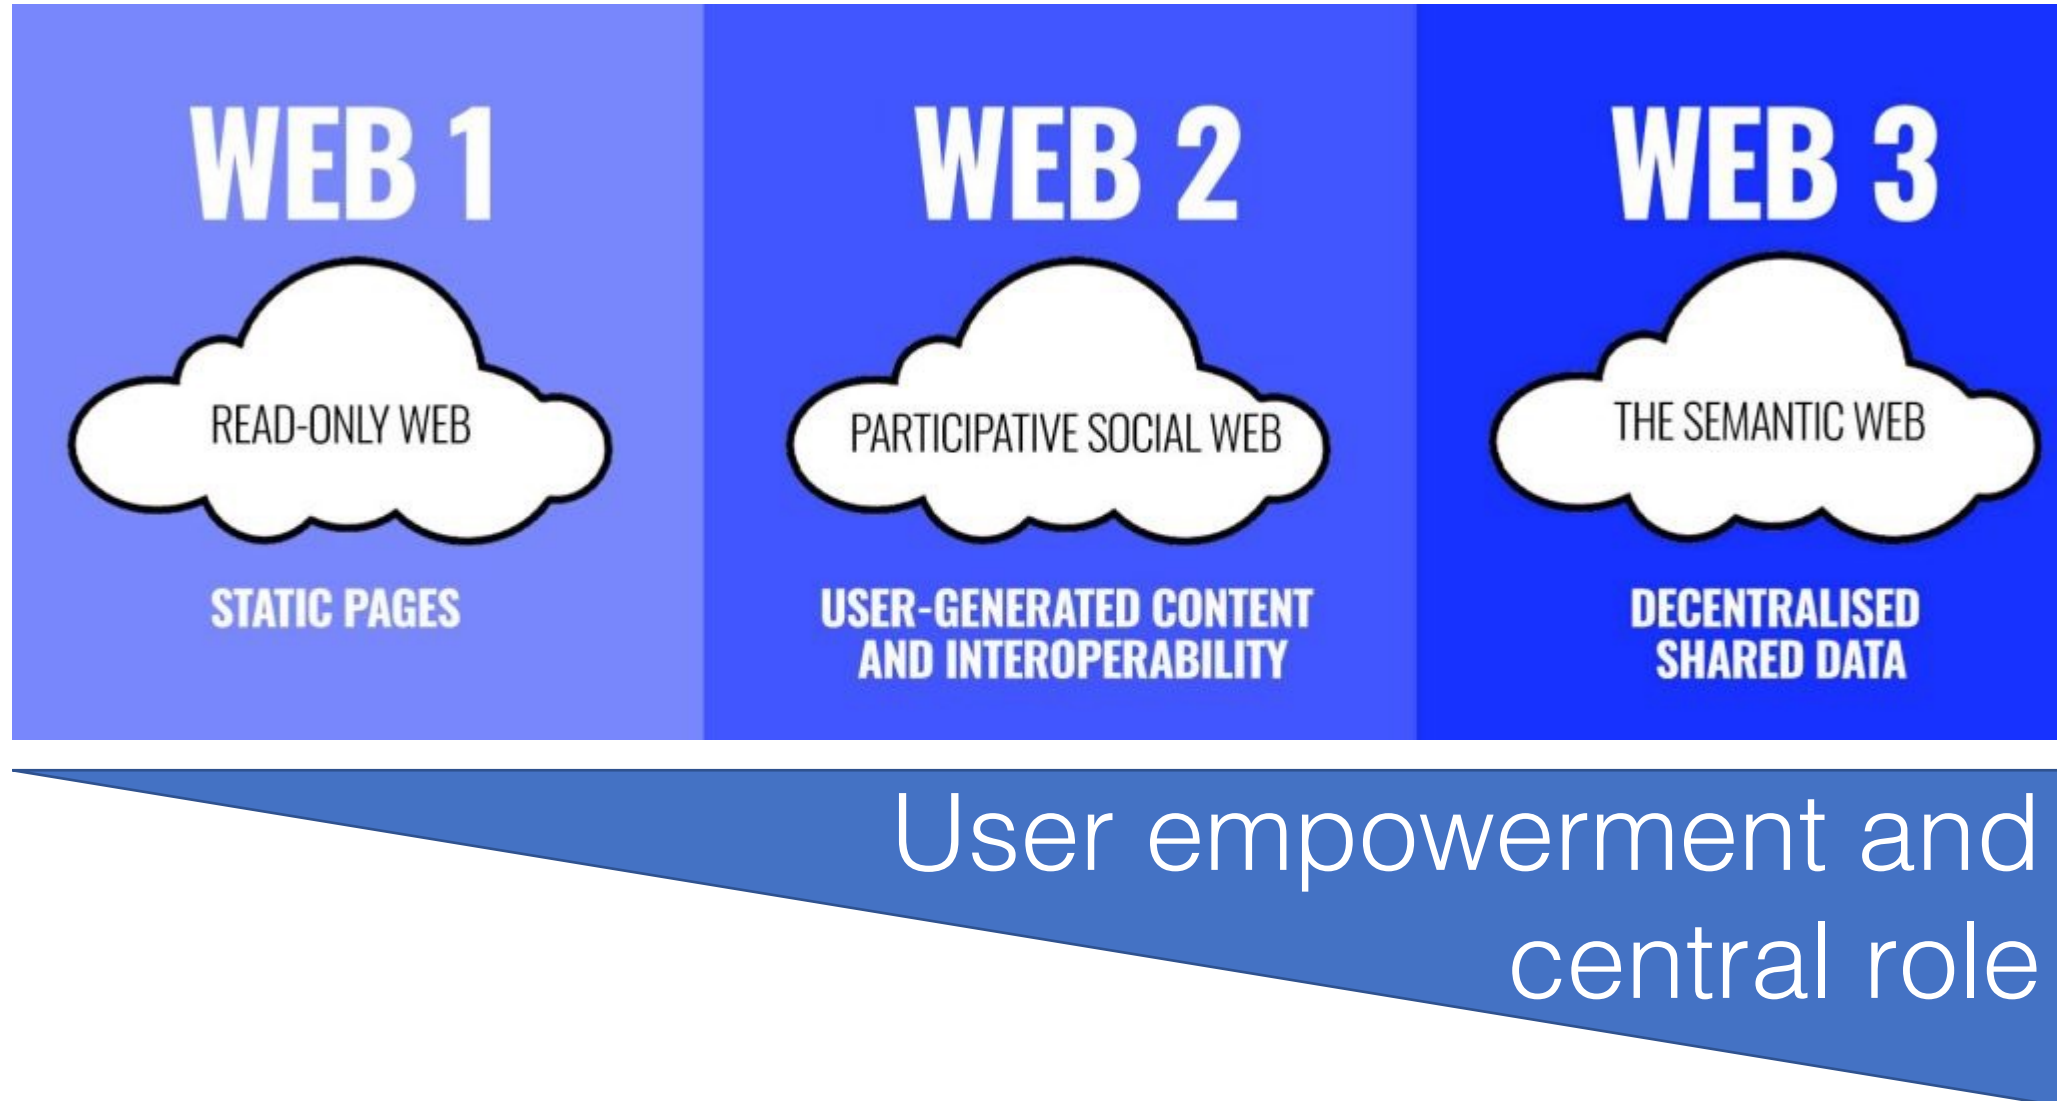 WEB 1
READ-ONLY WEB
STATIC PAGES
WEB 2
PARTICIPATIVE SOCIAL WEB
USER-GENERATED CONTENT
AND INTEROPERABILITY
WEB 3
THE SEMANTIC WEB
DECENTRALISED
SHARED DATA
User empowerment and
central role